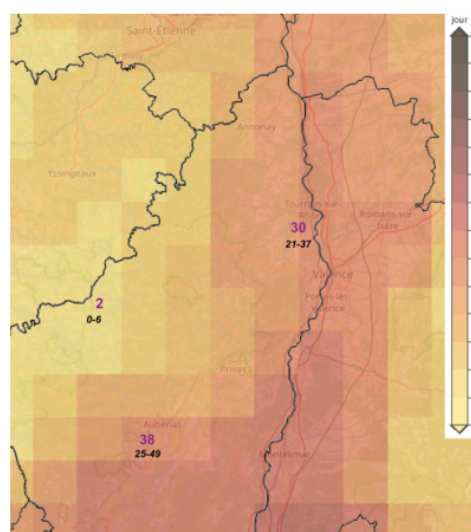 jour
Saint-Étienne
Firminy
Annonay
Yssingeaux
Tournon-sur-
Rhône
Romans-sur-
Isère
30
21-37
Valence
Portes-lès-
Valence
2
0-6
Privas
Aubenas
38
25-49
Montélimar